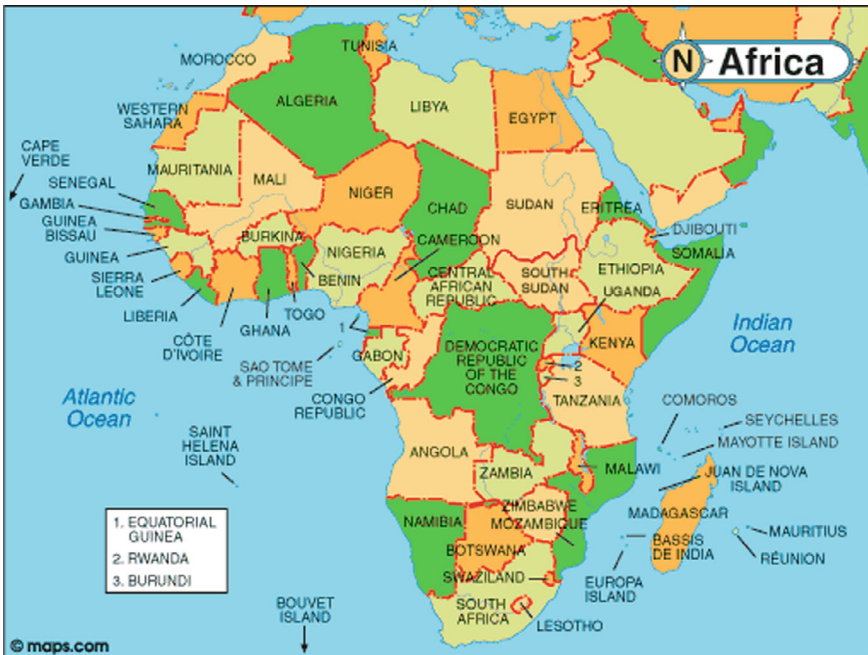 N Africa
MOROCCO
TUNISIA
ALGERIA
LIBYA
EGYPT
WESTERN
SAHARA
CAPE
VERDE
MAURITANIA
MALI
NIGER
CHAD
SUDAN
ERITREA
SENEGAL
GAMBIA
GUINEA
BISSAU
GUINEA
SIERRA
LEONE
LIBERIA
CÔTE
D'IVOIRE
BURKINA
GHANA
TOGO
BENIN
NIGERIA
CAMEROON
CENTRAL
AFRICAN
REPUBLIC
SOUTH
SUDAN
DJIBOUTI
SOMALIA
ETHIOPIA
UGANDA
KENYA
Indian
Ocean
1
SAO TOME
& PRINCIPE
GABON
CONGO
REPUBLIC
DEMOCRATIC
REPUBLIC
OF THE
CONGO
2
3
TANZANIA
Atlantic
Ocean
SAINT
HELENA
ISLAND
COMOROS
SEYCHELLES
MAYOTTE ISLAND
JUAN DE NOVA
ISLAND
ANGOLA
ZAMBIA
MALAWI
ZIMBABWE
MOZAMBIQUE
MADAGASCAR
MAURITIUS
RÉUNION
BASSIS
DE INDIA
EUROPA
ISLAND
NAMIBIA
BOTSWANA
SWAZILAND
SOUTH
AFRICA
LESOTHO
1. EQUATORIAL
GUINEA
2. RWANDA
3. BURUNDI
BOUVET
ISLAND
© maps.com